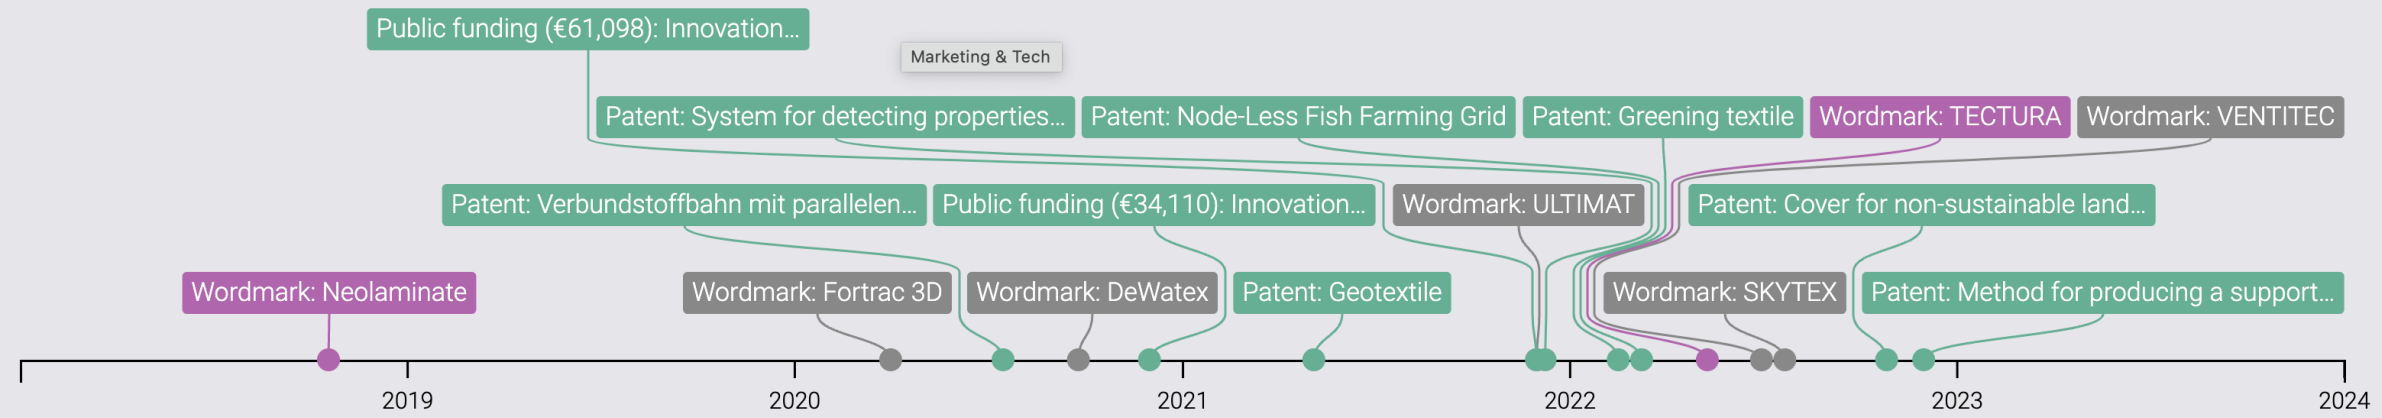 Public funding (€61,098): Innovation...
Marketing & Tech
Patent: System for detecting properties...
Patent: Node-Less Fish Farming Grid
Patent: Greening textile
Wordmark: TECTURA
Wordmark: VENTITEC
Patent: Verbundstoffbahn mit parallelen...
Public funding (€34,110): Innovation...
Wordmark: ULTIMAT
Patent: Cover for non-sustainable land...
Wordmark: Neolaminate
Wordmark: Fortrac 3D
Wordmark: DeWatex
Patent: Geotextile
Wordmark: SKYTEX
Patent: Method for producing a support...
2019
2020
2021
2022
2023
2024